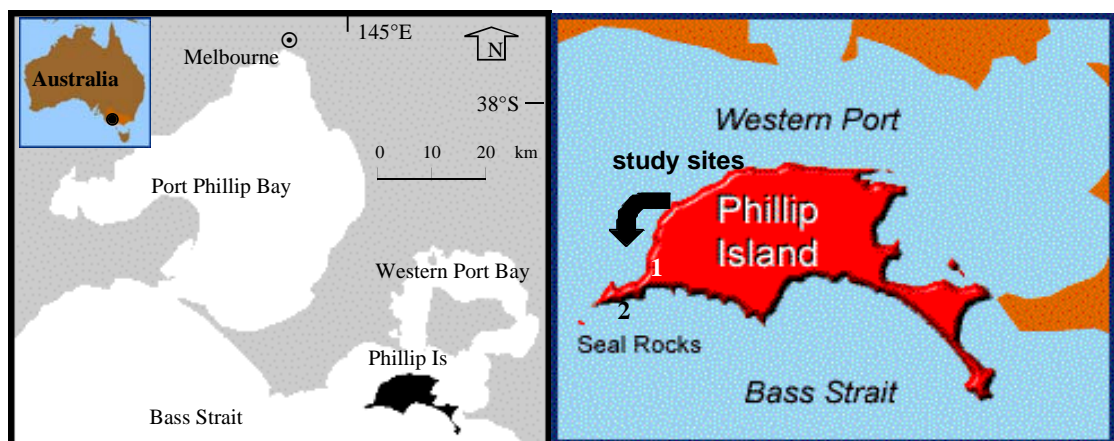 145°E
Melbourne
N
Australia
38°S
0 10 20 km
Port Phillip Bay
Western Port Bay
Phillip Is
Bass Strait
Western Port
study sites
Phillip
Island
1
2
Seal Rocks
Bass Strait